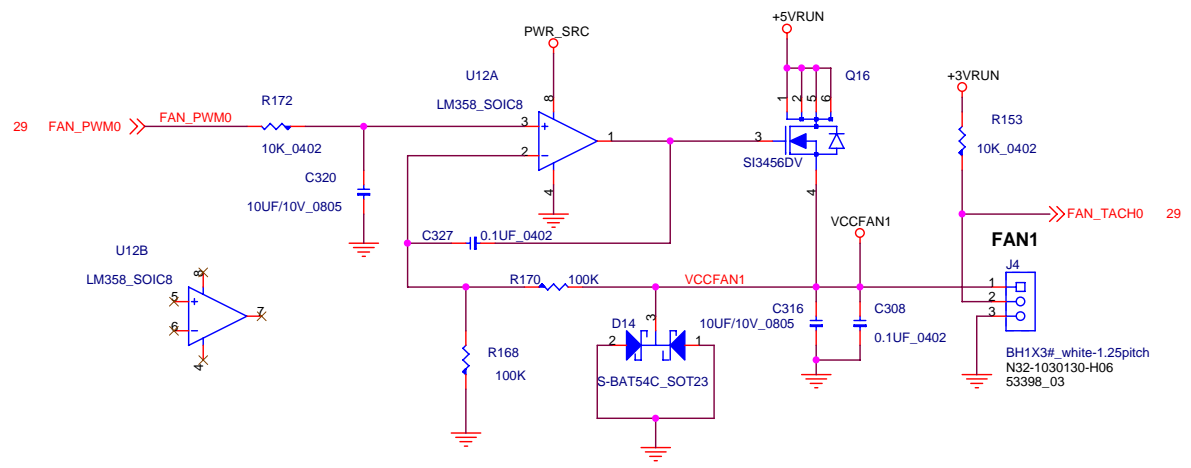 +5VRUN
PWR_SRC
U12A
Q16
+3VRUN
R172
LM358_SOIC8
8
1
2
5
6
29 FAN_PWM0
FAN_PWM0
3
+
1
3
R153
10K_0402
2
−
SI3456DV
10K_0402
C320
4
4
10UF/10V_0805
VCCFAN1
FAN_TACH0 29
C327
0.1UF_0402
FAN1
U12B
J4
LM358_SOIC8
8
R170
100K
VCCFAN1
1
5
+
7
C316
C308
2
6
−
D14
3
10UF/10V_0805
3
4
R168
2
1
0.1UF_0402
100K
S-BAT54C_SOT23
BH1X3#_white-1.25pitch
N32-1030130-H06
53398_03